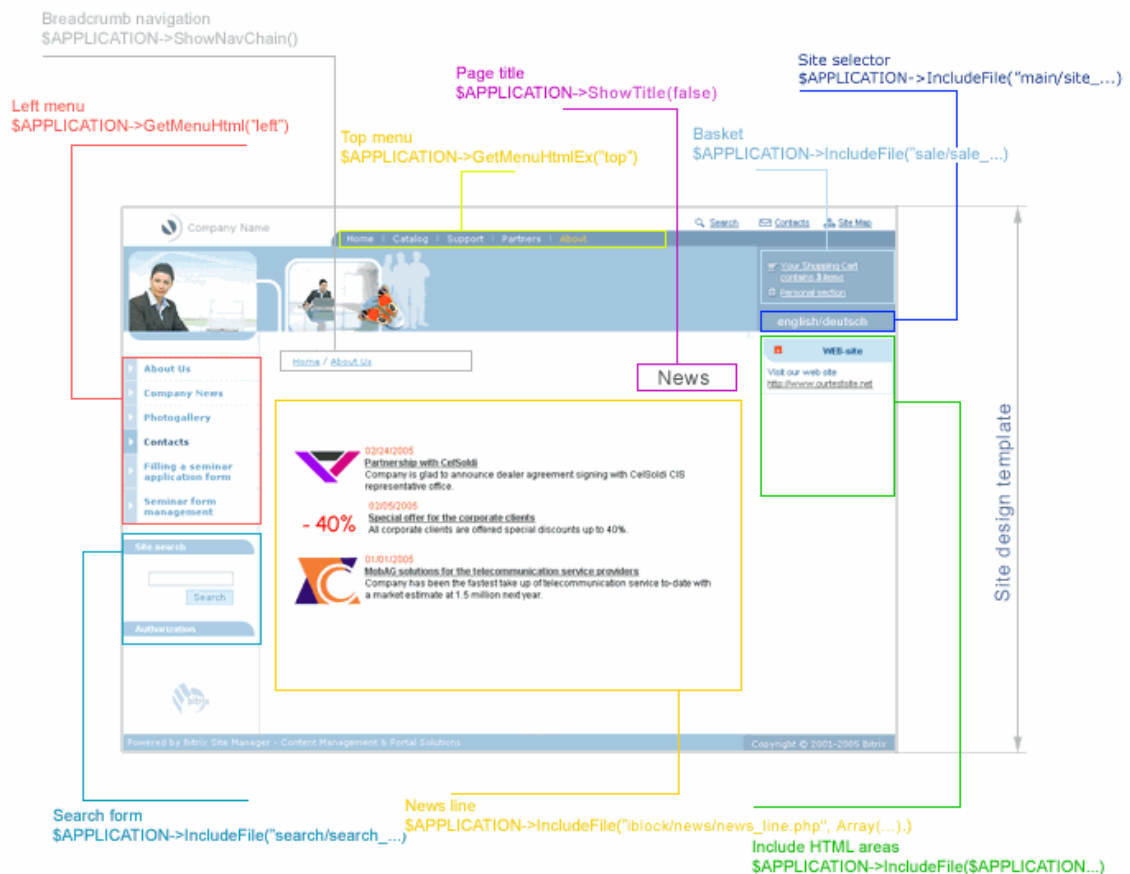 Breadcrumb navigation
$APPLICATION->ShowNavChain()
Site selector
$APPLICATION->IncludeFile("main/site_...)
Page title
$APPLICATION->ShowTitle(false)
Left menu
$APPLICATION->GetMenuHtml("left")
Top menu
$APPLICATION->GetMenuHtmlEx("top")
Basket
$APPLICATION->IncludeFile("sale/sale_...)
Company Name
Search Contacts Site Map
Home | Catalog | Support | Partners | About
Your Shopping Cart
contains 3 items
Personal section
english/deutsch
Home / About Us
News
WEB-site
Visit our web site
http://www.ourtestsite.net
About Us
Company News
Photogallery
Contacts
Filling a seminar
application form
Seminar form
management
02/24/2005
Partnership with CelSoldi
Company is glad to announce dealer agreement signing with CelSoldi CIS
representative office.
- 40%
02/05/2005
Special offer for the corporate clients
All corporate clients are offered special discounts up to 40%.
01/01/2005
MobAG solutions for the telecommunication service providers
Company has been the fastest take up of telecommunication service to-date with
a market estimate at 1.5 million next year.
Site search
Search
Authorization
bitrix
Site design template
Powered by Bitrix Site Manager - Content Management & Portal Solutions
Copyright © 2001-2005 Bitrix
Search form
$APPLICATION->IncludeFile("search/search_...)
News line
$APPLICATION->IncludeFile("iblock/news/news_line.php", Array(...).)
Include HTML areas
$APPLICATION->IncludeFile($APPLICATION...)